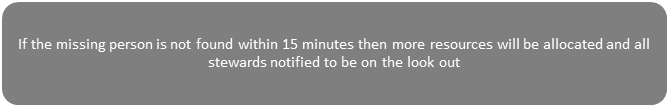 If the missing person is not found within 15 minutes then more resources will be allocated and all
stewards notified to be on the look out